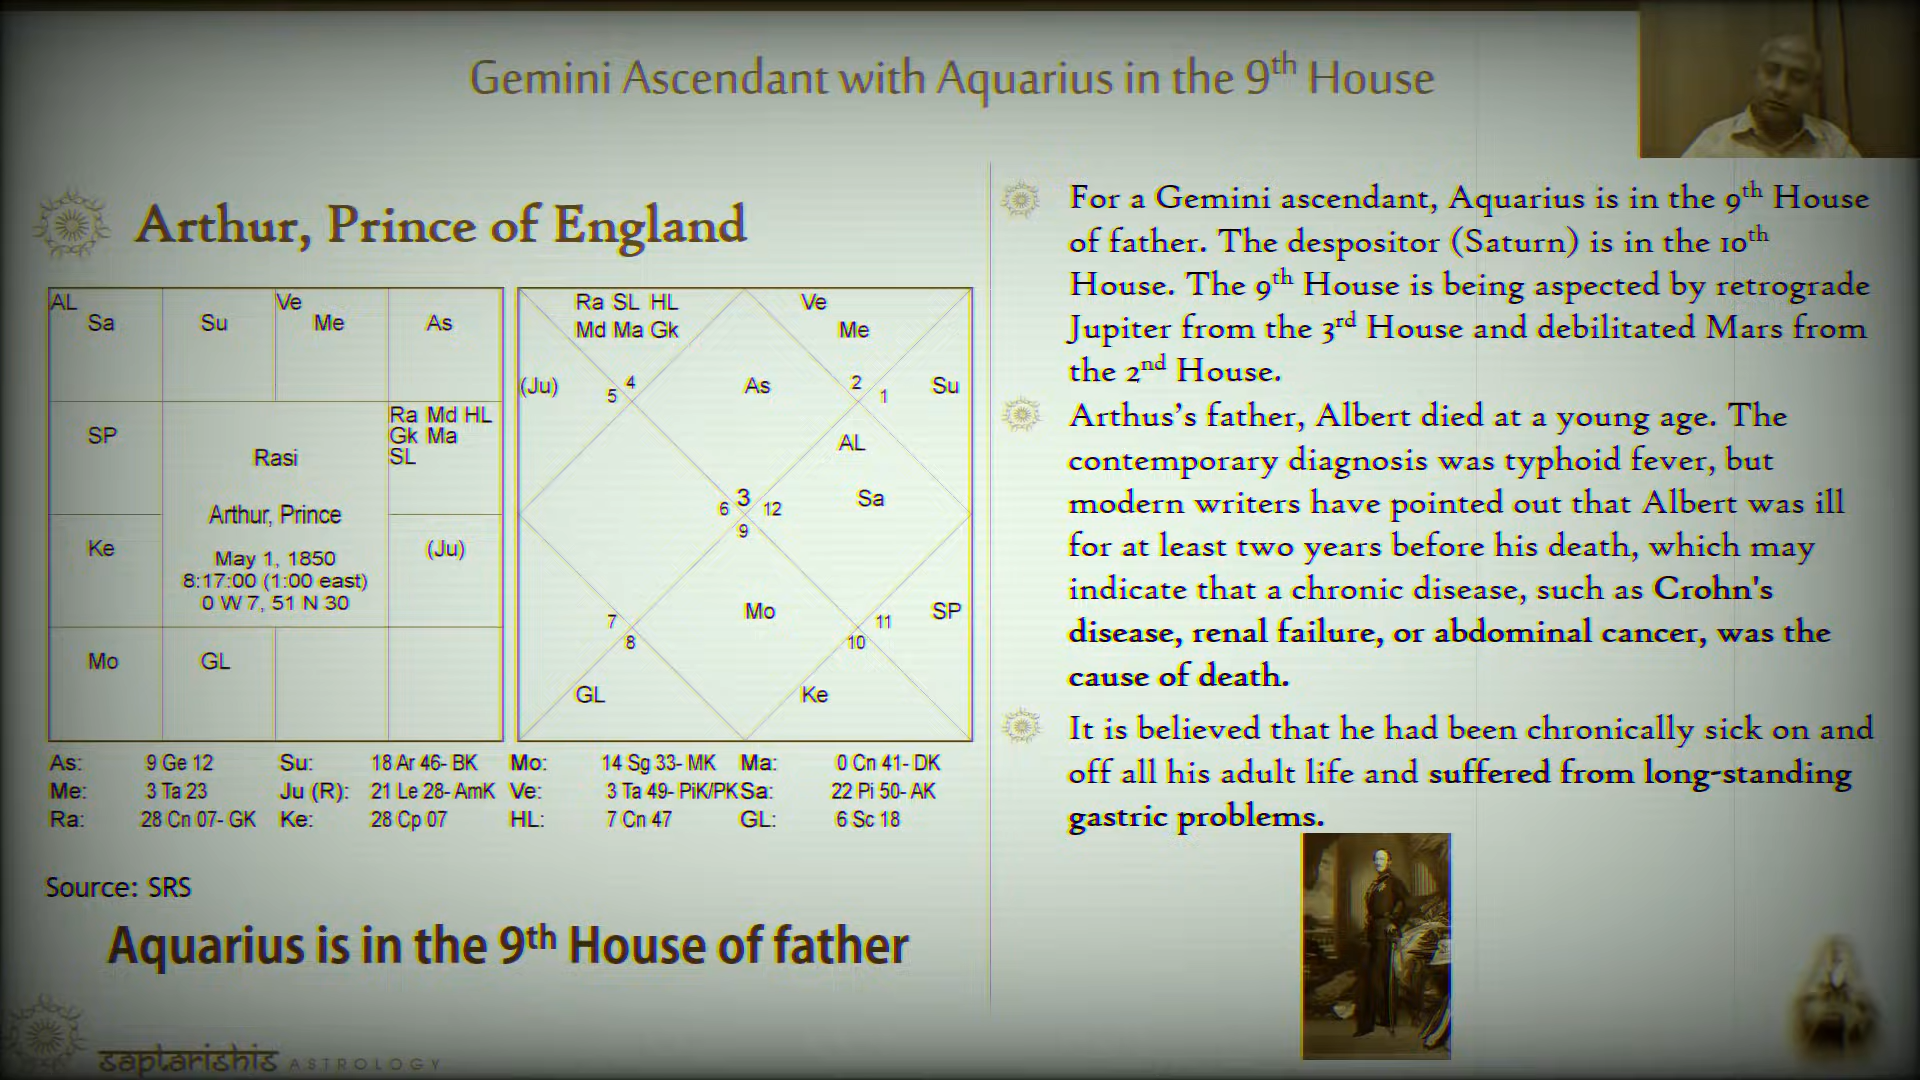 Gemini Ascendant with Aquarius in the 9th House
Arthur, Prince of England
AL
Sa
Su
Ve
Me
As
SP
Ra Md HL
Gk Ma
SL
Rasi
Arthur, Prince
May 1, 1850
8:17:00 (1:00 east)
0 W 7, 51 N 30
Ke
(Ju)
Mo
GL
Ra SL HL
Md Ma Gk
Ve
Me
(Ju)
5
4
As
2
1
Su
AL
Sa
6
3
12
9
7
8
Mo
11
10
SP
GL
Ke
As: 9 Ge 12 Su: 18 Ar 46- BK Mo: 14 Sg 33- MK Ma: 0 Cn 41- DK
Me: 3 Ta 23 Ju (R): 21 Le 28- AmK Ve: 3 Ta 49- PiK/PK Sa: 22 Pi 50- AK
Ra: 28 Cn 07- GK Ke: 28 Cp 07 HL: 7 Cn 47 GL: 6 Sc 18
Source: SRS
Aquarius is in the 9th House of father
saptarishis ASTROLOGY
For a Gemini ascendant, Aquarius is in the 9th House
of father. The despositor (Saturn) is in the 10th
House. The 9th House is being aspected by retrograde
Jupiter from the 3rd House and debilitated Mars from
the 2nd House.
Arthus's father, Albert died at a young age. The
contemporary diagnosis was typhoid fever, but
modern writers have pointed out that Albert was ill
for at least two years before his death, which may
indicate that a chronic disease, such as Crohn's
disease, renal failure, or abdominal cancer, was the
cause of death.
It is believed that he had been chronically sick on and
off all his adult life and suffered from long-standing
gastric problems.